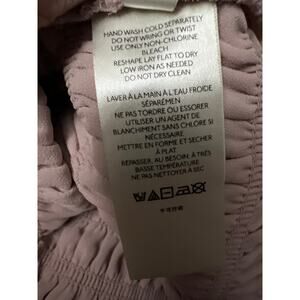 HAND WASH COLD SEPARATELY
DO NOT WRING OR TWIST
USE ONLY NON-CHLORINE
BLEACH
RESHAPE LAY FLAT TO DRY
LOW IRON AS NEEDED
DO NOT DRY CLEAN
LAVER À LA MAIN À L'EAU FROIDE
SÉPARÉMEN
NE PAS TORDRE OU ESSORER
UTILISER UN AGENT DE
BLANCHIMENT SANS CHLORE SI
NÉCESSAIRE
METTRE EN FORME ET SÉCHER
À PLAT
REPASSER, AU BESOIN, À TRÈS
BASSE TEMPÉRATURE
NE PAS NETTOYER À SEC